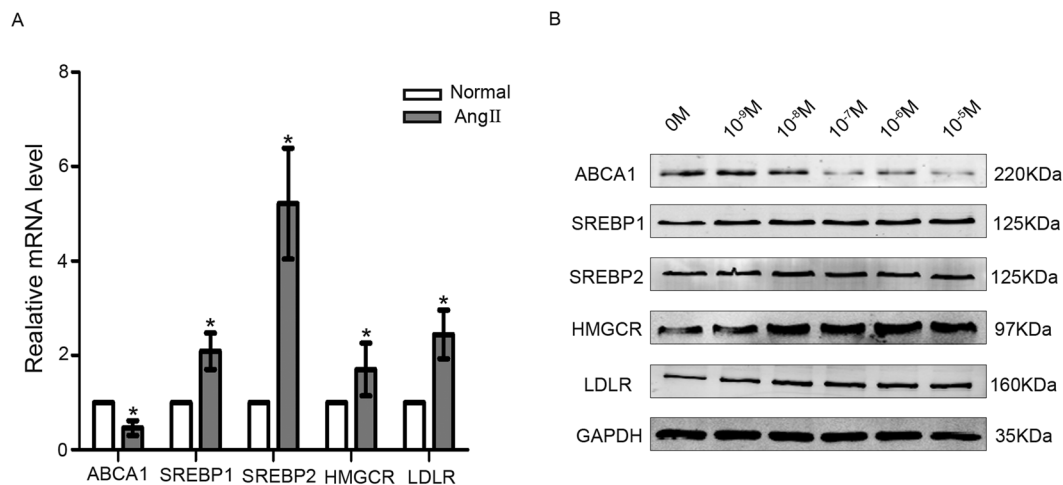 A
Realative mRNA level
8
6
4
2
0
Normal
AngII
*
*
*
*
*
ABCA1 SREBP1 SREBP2 HMGCR LDLR
B
0M 10⁻⁹M 10⁻⁸M 10⁻⁷M 10⁻⁶M 10⁻⁵M
ABCA1 220KDa
SREBP1 125KDa
SREBP2 125KDa
HMGCR 97KDa
LDLR 160KDa
GAPDH 35KDa